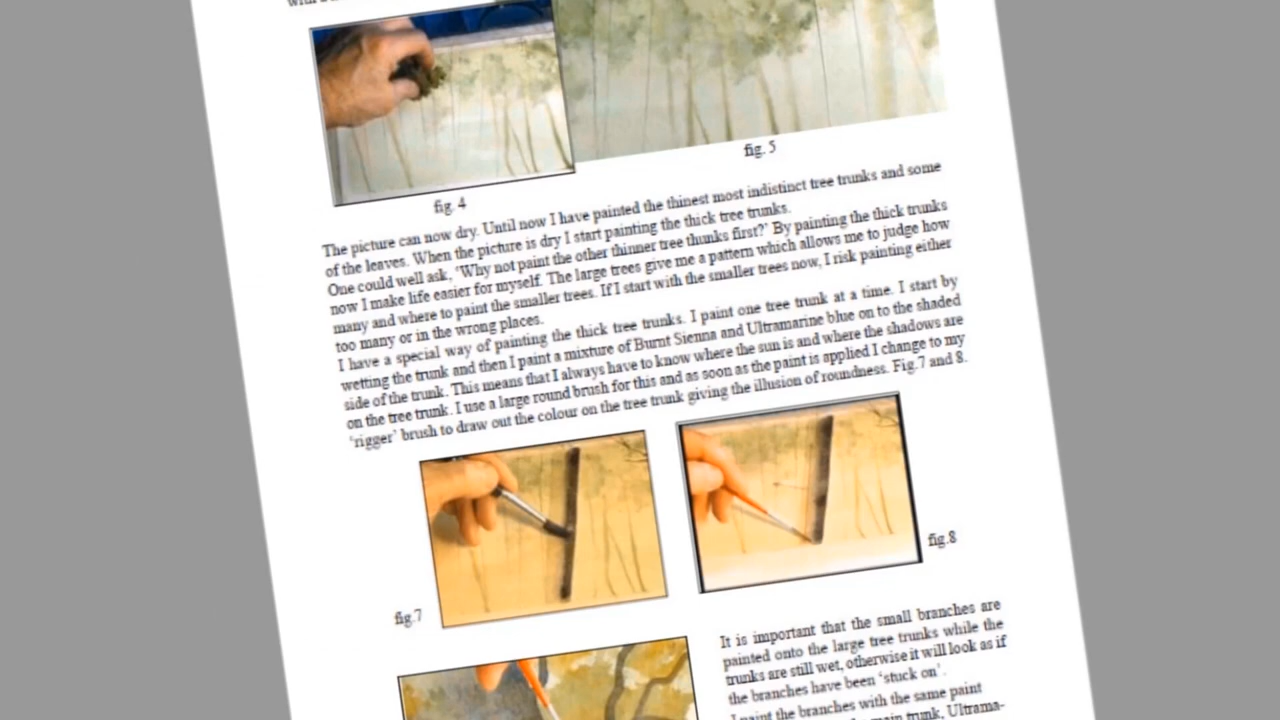 fig. 5
fig. 4
The picture can now dry. Until now I have painted the thinest most indistinct tree trunks and some
of the leaves. When the picture is dry I start painting the thick tree trunks.
One could well ask, 'Why not paint the other thinner tree thunks first?' By painting the thick trunks
now I make life easier for myself. The large trees give me a pattern which allows me to judge how
many and where to paint the smaller trees. If I start with the smaller trees now, I risk painting either
too many or in the wrong places.
I have a special way of painting the thick tree trunks. I paint one tree trunk at a time. I start by
wetting the trunk and then I paint a mixture of Burnt Sienna and Ultramarine blue on to the shaded
side of the trunk. This means that I always have to know where the sun is and where the shadows are
on the tree trunk. I use a large round brush for this and as soon as the paint is applied I change to my
'rigger' brush to draw out the colour on the tree trunk giving the illusion of roundness. Fig.7 and 8.
fig.8
fig.7
It is important that the small branches are
painted onto the large tree trunks while the
trunks are still wet, otherwise it will look as if
the branches have been 'stuck on'.
I paint the branches with the same paint
main trunk, Ultrama-